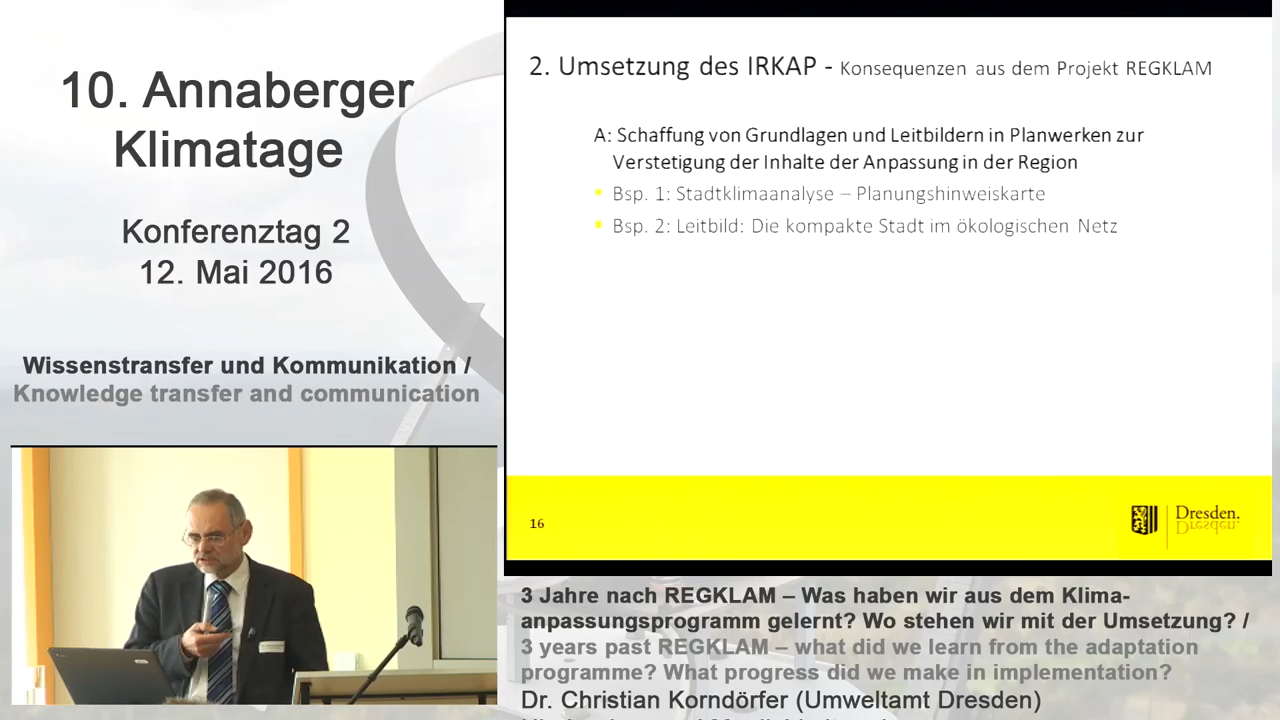 10. Annaberger
Klimatage
Konferenztag 2
12. Mai 2016
Wissenstransfer und Kommunikation /
Knowledge transfer and communication
2. Umsetzung des IRKAP - Konsequenzen aus dem Projekt REGKLAM
A: Schaffung von Grundlagen und Leitbildern in Planwerken zur
Verstetigung der Inhalte der Anpassung in der Region
• Bsp. 1: Stadtklimaanalyse – Planungshinweiskarte
• Bsp. 2: Leitbild: Die kompakte Stadt im ökologischen Netz
16
Dresden.
Dresden.
3 Jahre nach REGKLAM – Was haben wir aus dem Klima-
anpassungsprogramm gelernt? Wo stehen wir mit der Umsetzung? /
3 years past REGKLAM – what did we learn from the adaptation
programme? What progress did we make in implementation?
Dr. Christian Korndörfer (Umweltamt Dresden)